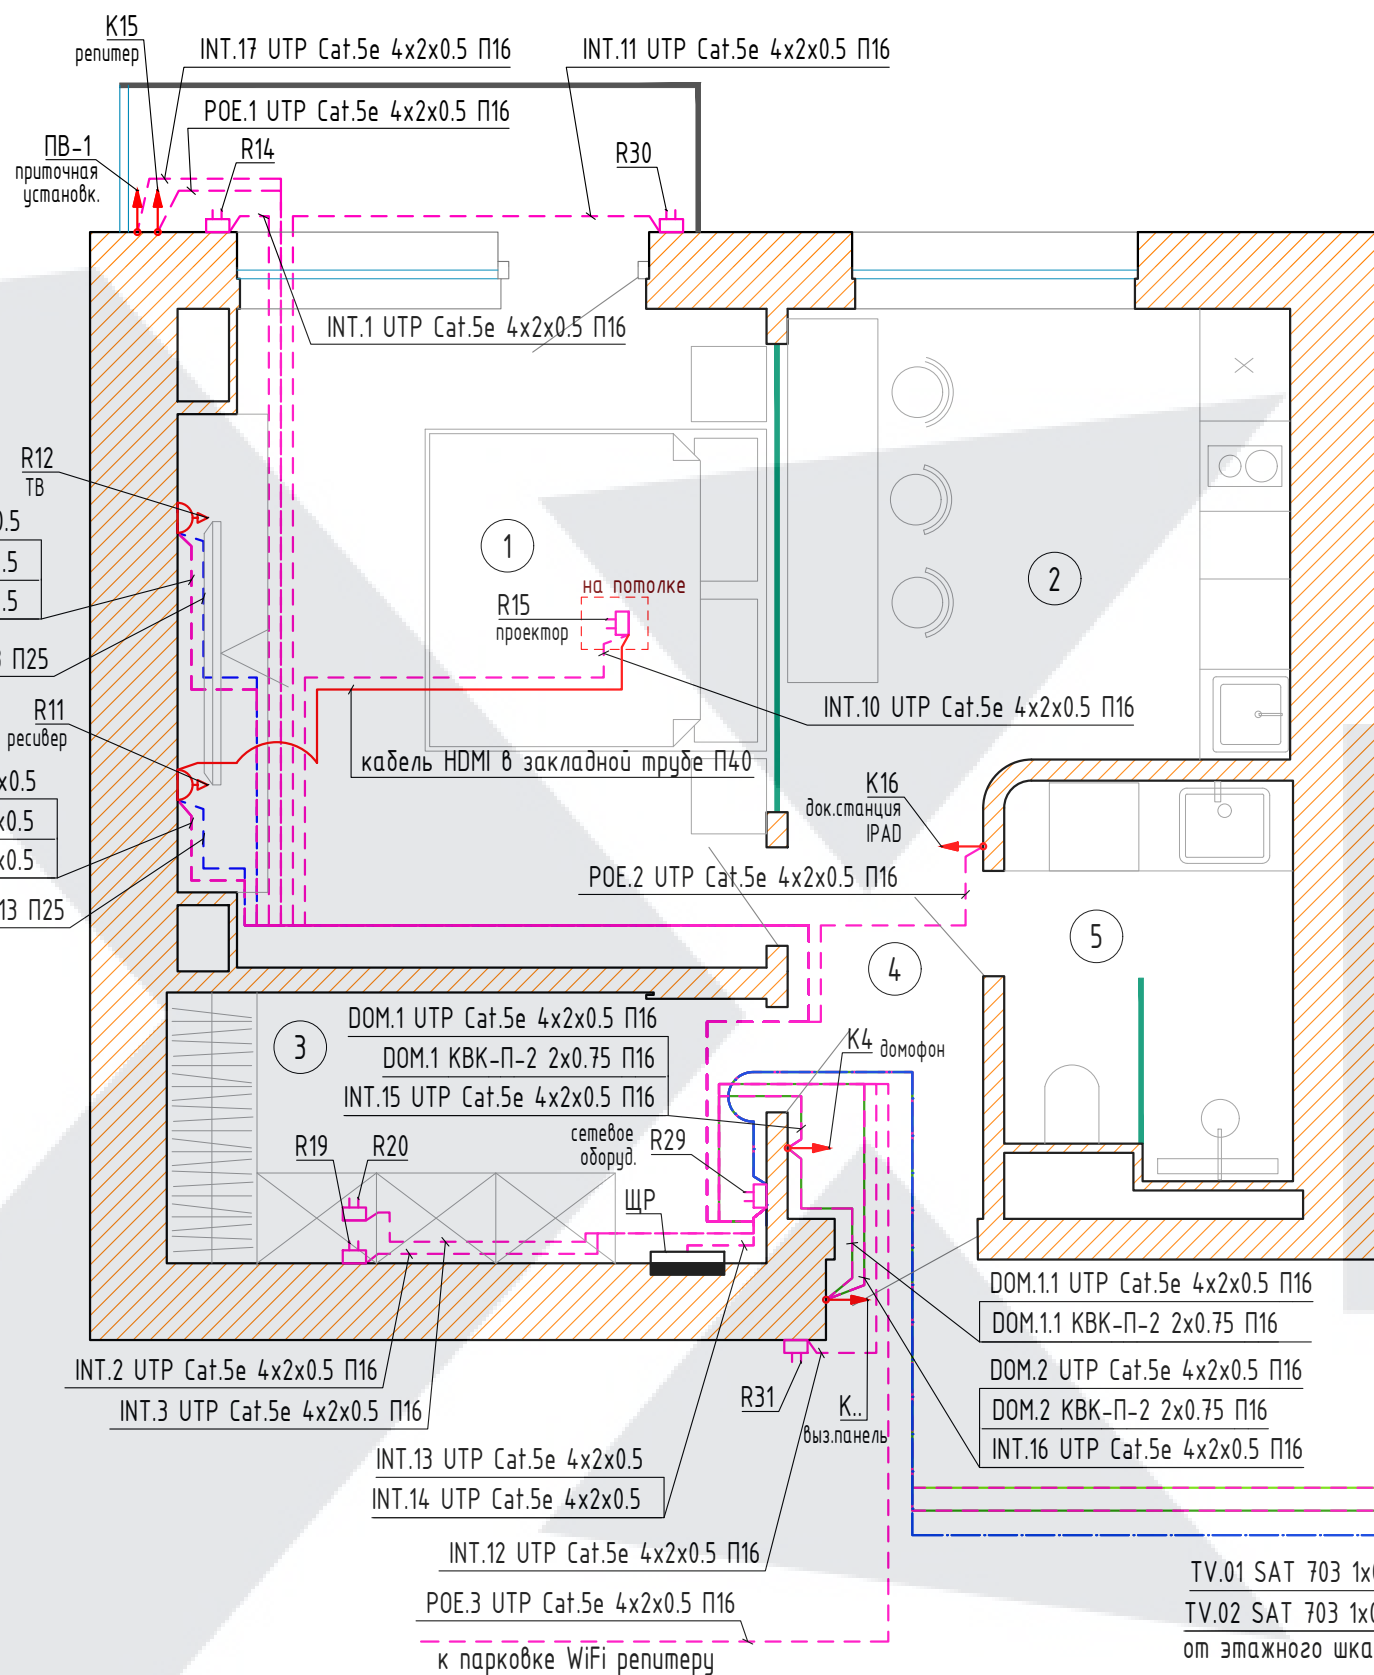 К15
репитер
INT.17 UTP Cat.5e 4x2x0.5 П16
INT.11 UTP Cat.5e 4x2x0.5 П16
POE.1 UTP Cat.5e 4x2x0.5 П16
ПВ-1
приточная
установк.
R14
R30
INT.1 UTP Cat.5e 4x2x0.5 П16
R12
ТВ
0.5
.5
.5
1
2
на потолке
R15
проектор
3 П25
R11
ресивер
INT.10 UTP Cat.5e 4x2x0.5 П16
кабель HDMI в закладной трубе П40
x0.5
x0.5
x0.5
К16
док.станция
IPAD
POE.2 UTP Cat.5e 4x2x0.5 П16
13 П25
5
4
3
DOM.1 UTP Cat.5e 4x2x0.5 П16
DOM.1 КВК-П-2 2x0.75 П16
INT.15 UTP Cat.5e 4x2x0.5 П16
К4 домофон
сетевое
оборуд.
R29
R19
R20
ЩР
DOM.1.1 UTP Cat.5e 4x2x0.5 П16
DOM.1.1 КВК-П-2 2x0.75 П16
DOM.2 UTP Cat.5e 4x2x0.5 П16
DOM.2 КВК-П-2 2x0.75 П16
INT.16 UTP Cat.5e 4x2x0.5 П16
INT.2 UTP Cat.5e 4x2x0.5 П16
INT.3 UTP Cat.5e 4x2x0.5 П16
R31
К..
выз.панель
INT.13 UTP Cat.5e 4x2x0.5
INT.14 UTP Cat.5e 4x2x0.5
INT.12 UTP Cat.5e 4x2x0.5 П16
POE.3 UTP Cat.5e 4x2x0.5 П16
к парковке WiFi репитеру
TV.01 SAT 703 1x
TV.02 SAT 703 1x
от этажного шка